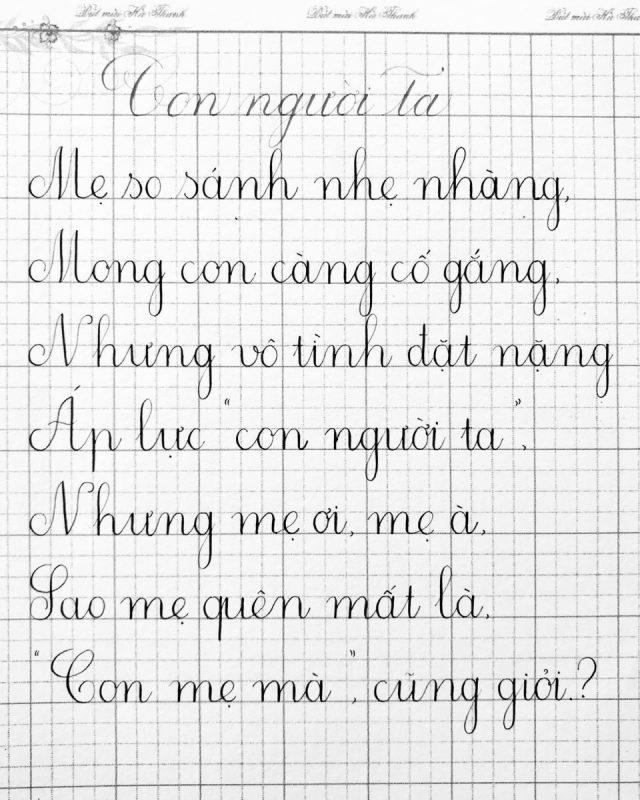 Bút mài Hà Thanh Bút mài Hà Thanh Bút mài Hà Thanh
Con người ta
Mẹ so sánh nhẹ nhàng,
Mong con càng cố gắng,
Nhưng vô tình đặt nặng
Áp lực "con người ta",
Nhưng mẹ ơi, mẹ à,
Sao mẹ quên mất là,
"Con mẹ mà", cũng giỏi.?